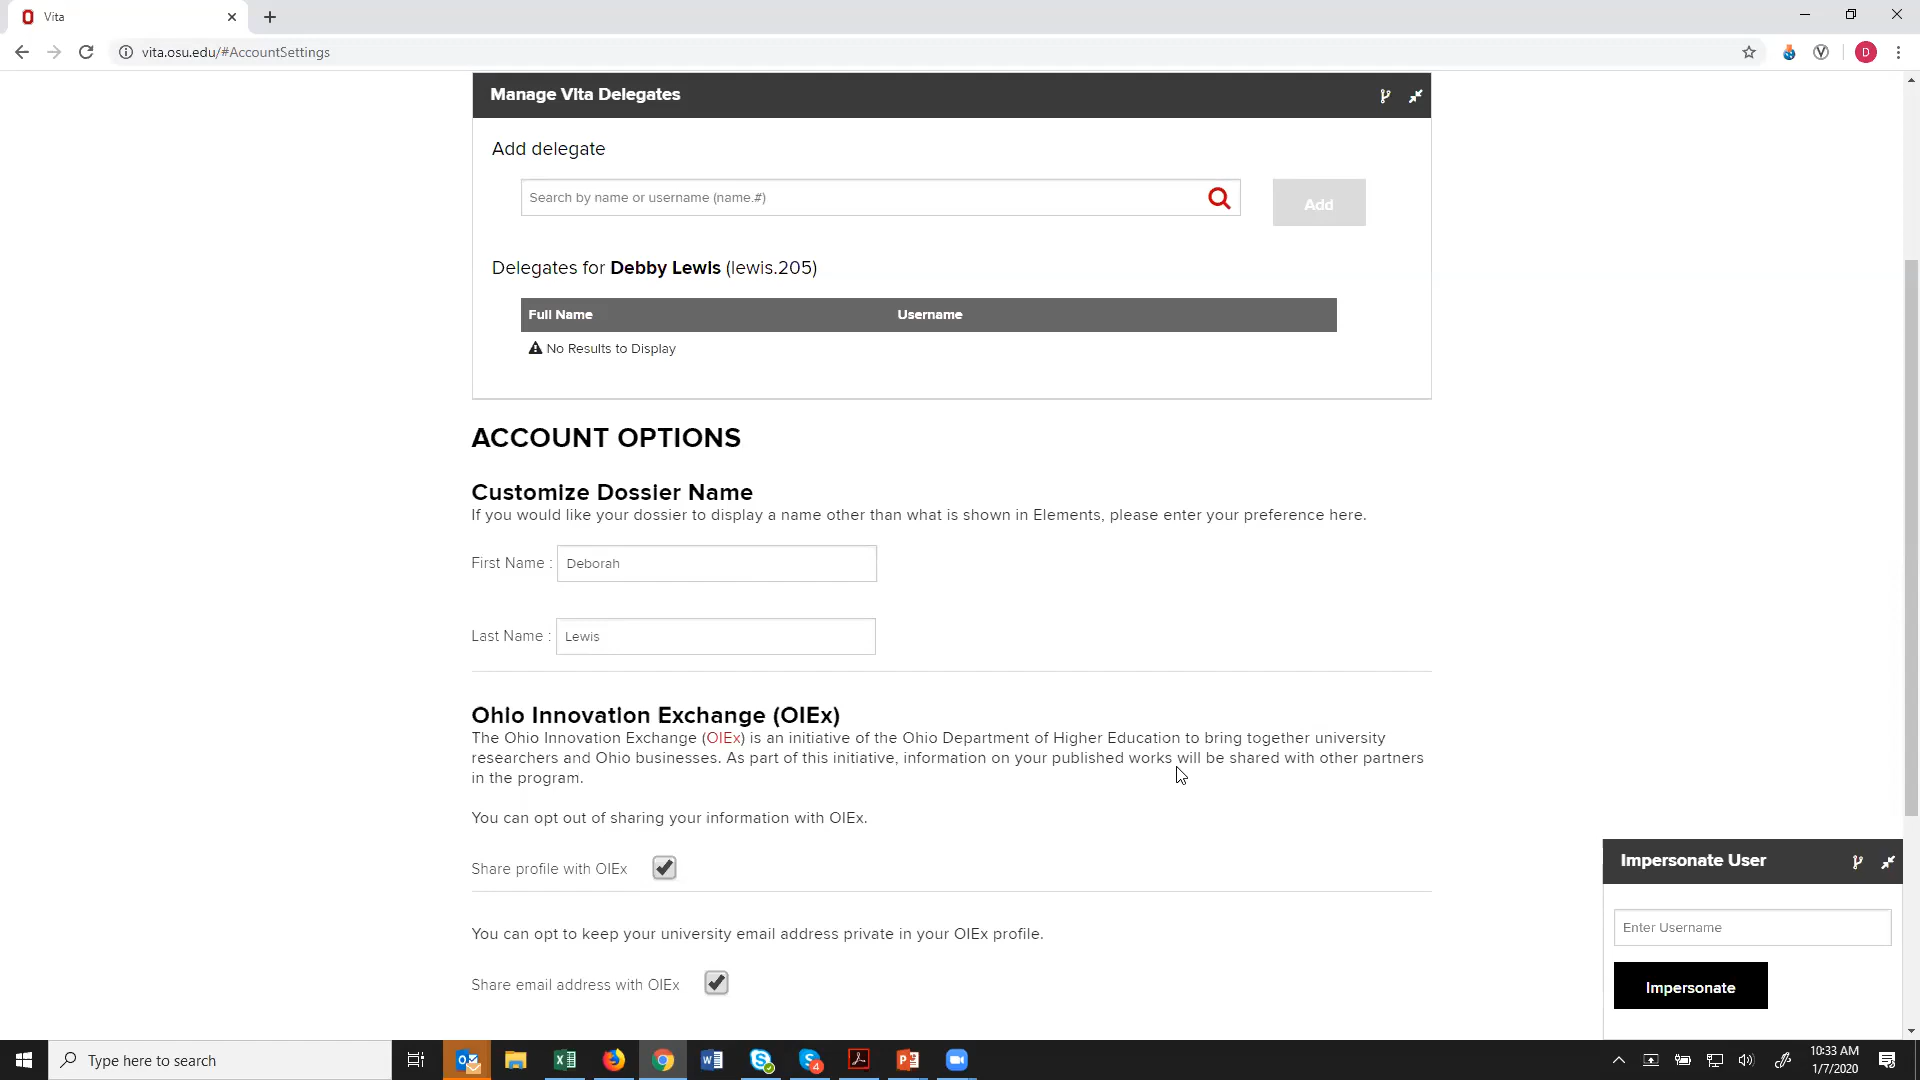 Vita
vita.osu.edu/#AccountSettings
D
Manage Vita Delegates
Add delegate
Search by name or username (name.#)
Add
Delegates for Debby Lewis (lewis.205)
Full Name Username
No Results to Display
ACCOUNT OPTIONS
Customize Dossier Name
If you would like your dossier to display a name other than what is shown in Elements, please enter your preference here.
First Name : Deborah
Last Name : Lewis
Ohio Innovation Exchange (OIEx)
The Ohio Innovation Exchange (OIEx) is an initiative of the Ohio Department of Higher Education to bring together university
researchers and Ohio businesses. As part of this initiative, information on your published works will be shared with other partners
in the program.
You can opt out of sharing your information with OIEx.
Share profile with OIEx
Impersonate User
You can opt to keep your university email address private in your OIEx profile.
Enter Username
Share email address with OIEx
Impersonate
Type here to search
4
10:33 AM
1/7/2020